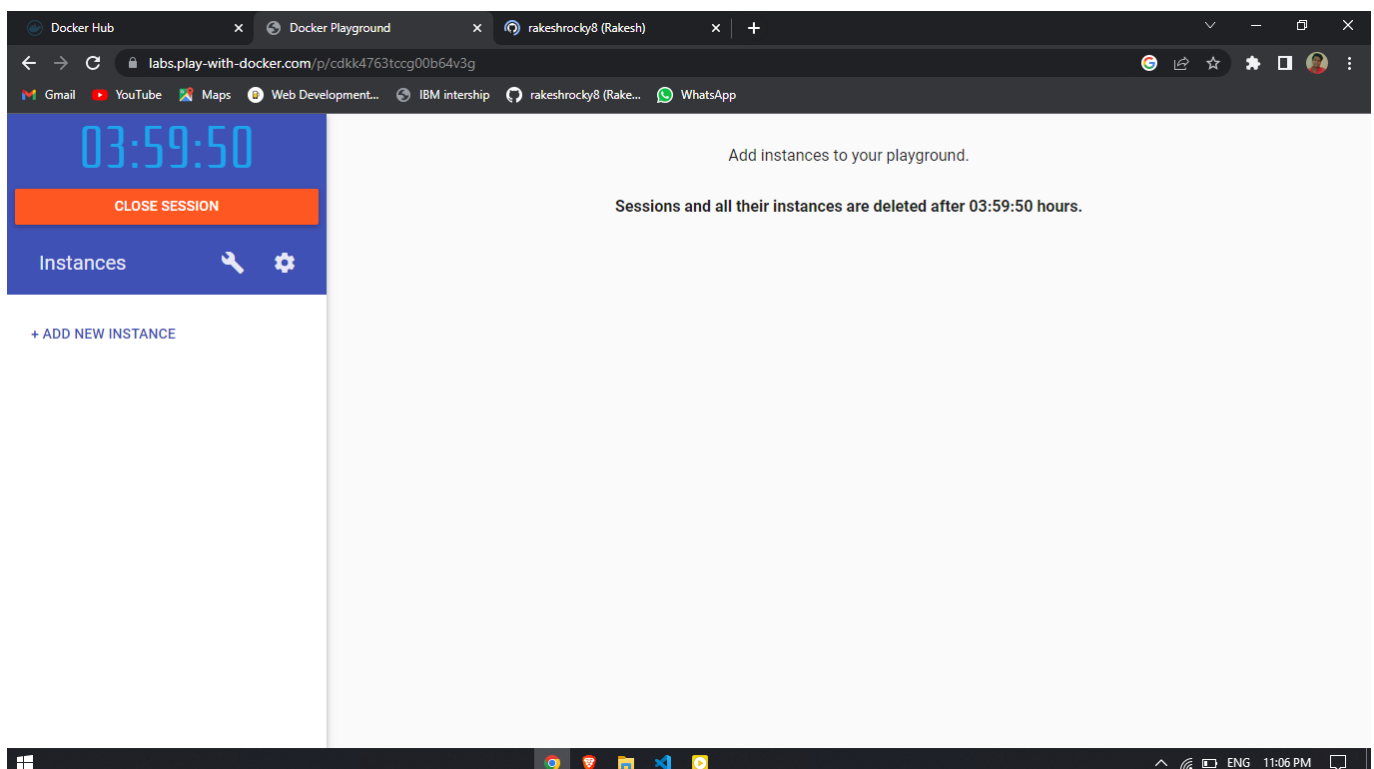 Docker Hub
Docker Playground
rakeshrocky8 (Rakesh)
labs.play-with-docker.com/p/cdkk4763tccg00b64v3g
Gmail YouTube Maps Web Development... IBM intership rakeshrocky8 (Rake... WhatsApp
03:59:50
CLOSE SESSION
Instances
+ ADD NEW INSTANCE
Add instances to your playground.
Sessions and all their instances are deleted after 03:59:50 hours.
ENG 11:06 PM